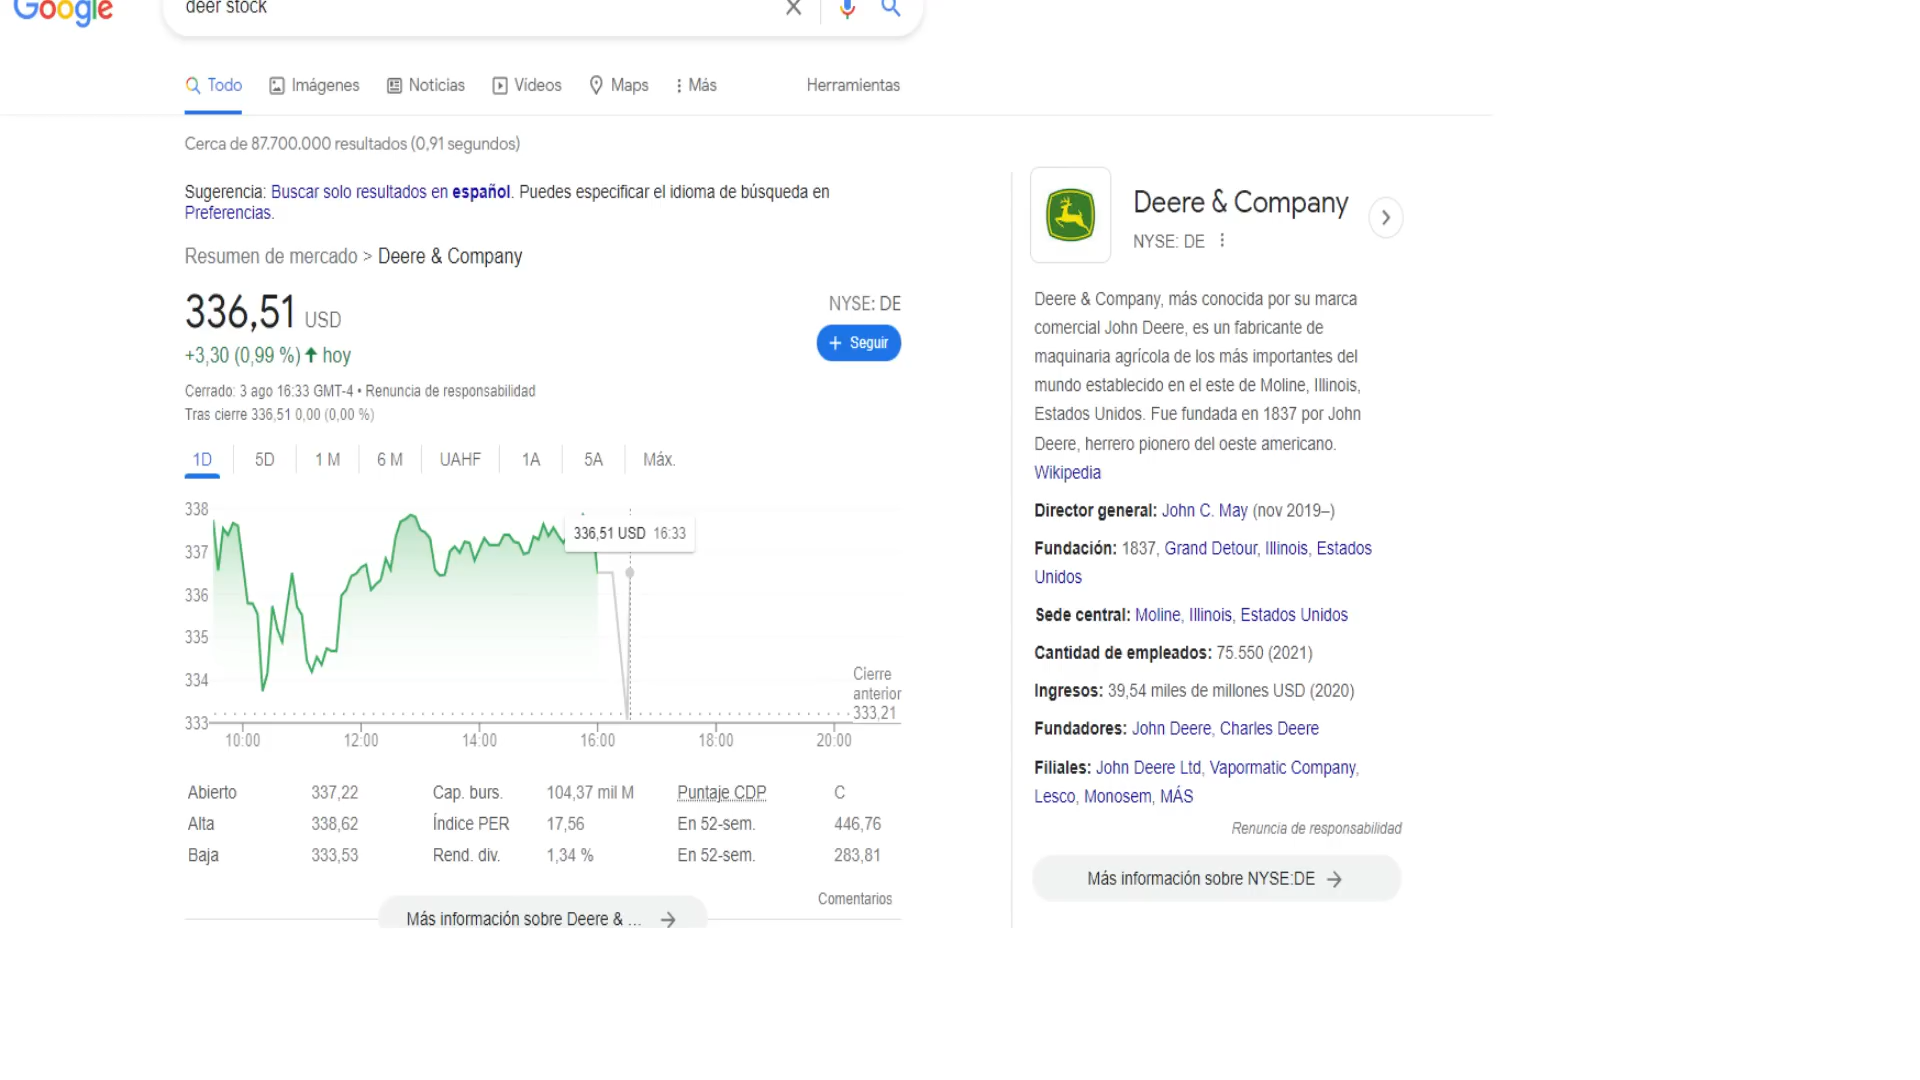 Google
deer stock
Todo
Imágenes
Noticias
Videos
Maps
Más
Herramientas
Cerca de 87.700.000 resultados (0,91 segundos)
Sugerencia: Buscar solo resultados en español. Puedes especificar el idioma de búsqueda en
Preferencias.
Resumen de mercado > Deere & Company
336,51 USD
+3,30 (0,99 %) ↑ hoy
Cerrado: 3 ago 16:33 GMT-4 • Renuncia de responsabilidad
Tras cierre 336,51 0,00 (0,00 %)
NYSE: DE
+ Seguir
1D 5D 1 M 6 M UAHF 1A 5A Máx.
338
337
336
335
334
333
336,51 USD 16:33
Cierre
anterior
333,21
10:00 12:00 14:00 16:00 18:00 20:00
Abierto 337,22 Cap. burs. 104,37 mil M Puntaje CDP C
Alta 338,62 Índice PER 17,56 En 52-sem. 446,76
Baja 333,53 Rend. div. 1,34 % En 52-sem. 283,81
Comentarios
Más información sobre Deere & ... →
Deere & Company
NYSE: DE
Deere & Company, más conocida por su marca
comercial John Deere, es un fabricante de
maquinaria agrícola de los más importantes del
mundo establecido en el este de Moline, Illinois,
Estados Unidos. Fue fundada en 1837 por John
Deere, herrero pionero del oeste americano.
Wikipedia
Director general: John C. May (nov 2019–)
Fundación: 1837, Grand Detour, Illinois, Estados
Unidos
Sede central: Moline, Illinois, Estados Unidos
Cantidad de empleados: 75.550 (2021)
Ingresos: 39,54 miles de millones USD (2020)
Fundadores: John Deere, Charles Deere
Filiales: John Deere Ltd, Vapormatic Company,
Lesco, Monosem, MÁS
Renuncia de responsabilidad
Más información sobre NYSE:DE →